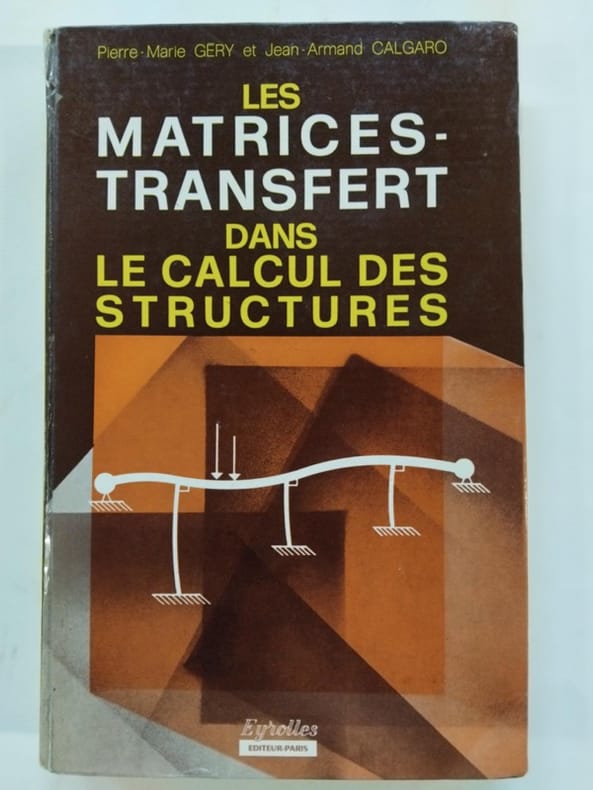 Pierre-Marie GERY et Jean-Armand CALGARO
LES
MATRICES-
TRANSFERT
DANS
LE CALCUL DES
STRUCTURES
Eyrolles
EDITEUR-PARIS